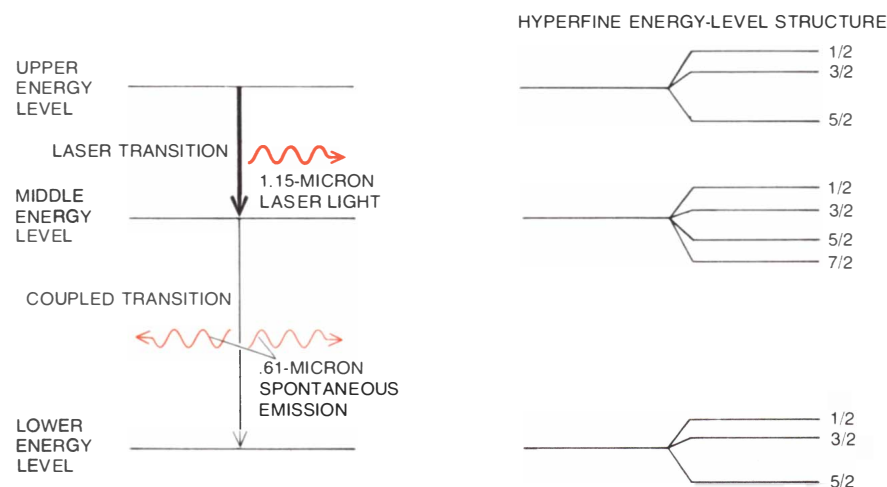 HYPERFINE ENERGY-LEVEL STRUCTURE
UPPER
ENERGY
LEVEL
1/2
3/2
5/2
LASER TRANSITION
1.15-MICRON
LASER LIGHT
MIDDLE
ENERGY
LEVEL
1/2
3/2
5/2
7/2
COUPLED TRANSITION
.61-MICRON
SPONTANEOUS
EMISSION
LOWER
ENERGY
LEVEL
1/2
3/2
5/2